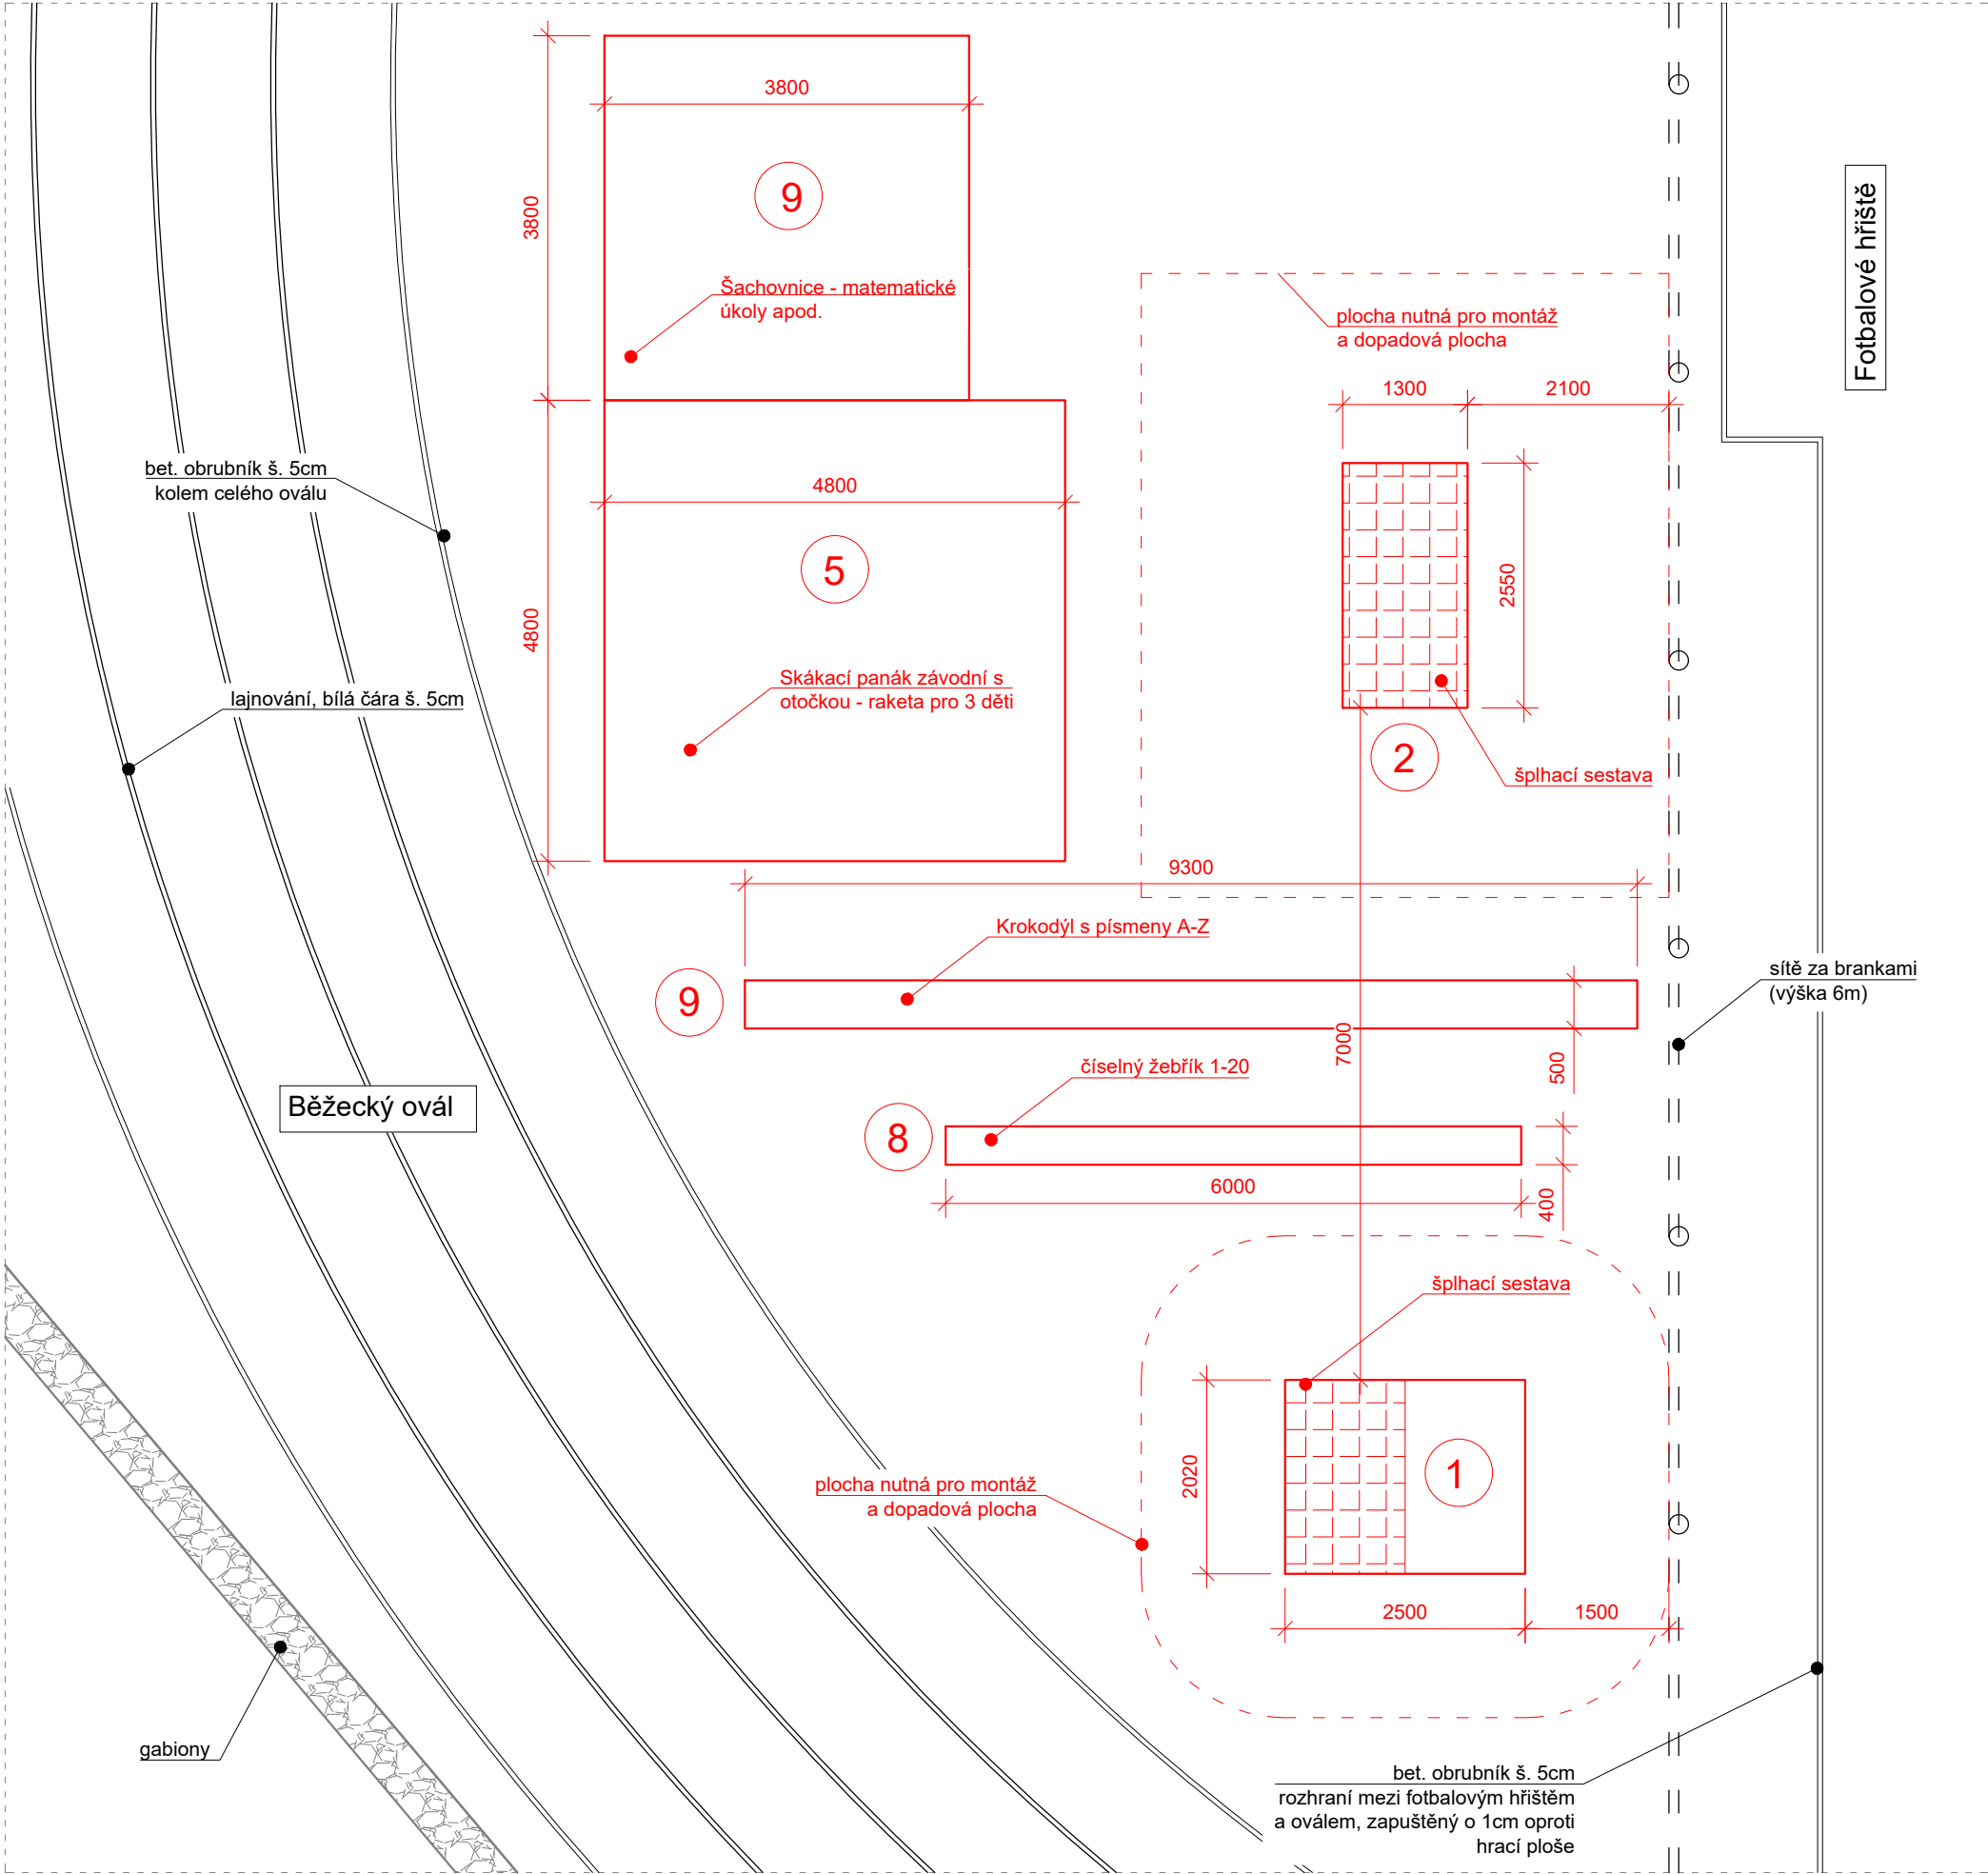 3800
3800
9
Šachovnice - matematické
úkoly apod.
Fotbalové hřiště
plocha nutná pro montáž
a dopadová plocha
1300
2100
bet. obrubník š. 5cm
kolem celého oválu
4800
4800
5
2550
Skákací panák závodní s
otočkou - raketa pro 3 děti
lajnování, bílá čára š. 5cm
2
šplhací sestava
9300
Krokodýl s písmeny A-Z
9
sítě za brankami
(výška 6m)
7000
500
číselný žebřík 1-20
Běžecký ovál
8
6000
400
šplhací sestava
2020
1
plocha nutná pro montáž
a dopadová plocha
2500
1500
gabiony
bet. obrubník š. 5cm
rozhraní mezi fotbalovým hřištěm
a oválem, zapuštěný o 1cm oproti
hrací ploše